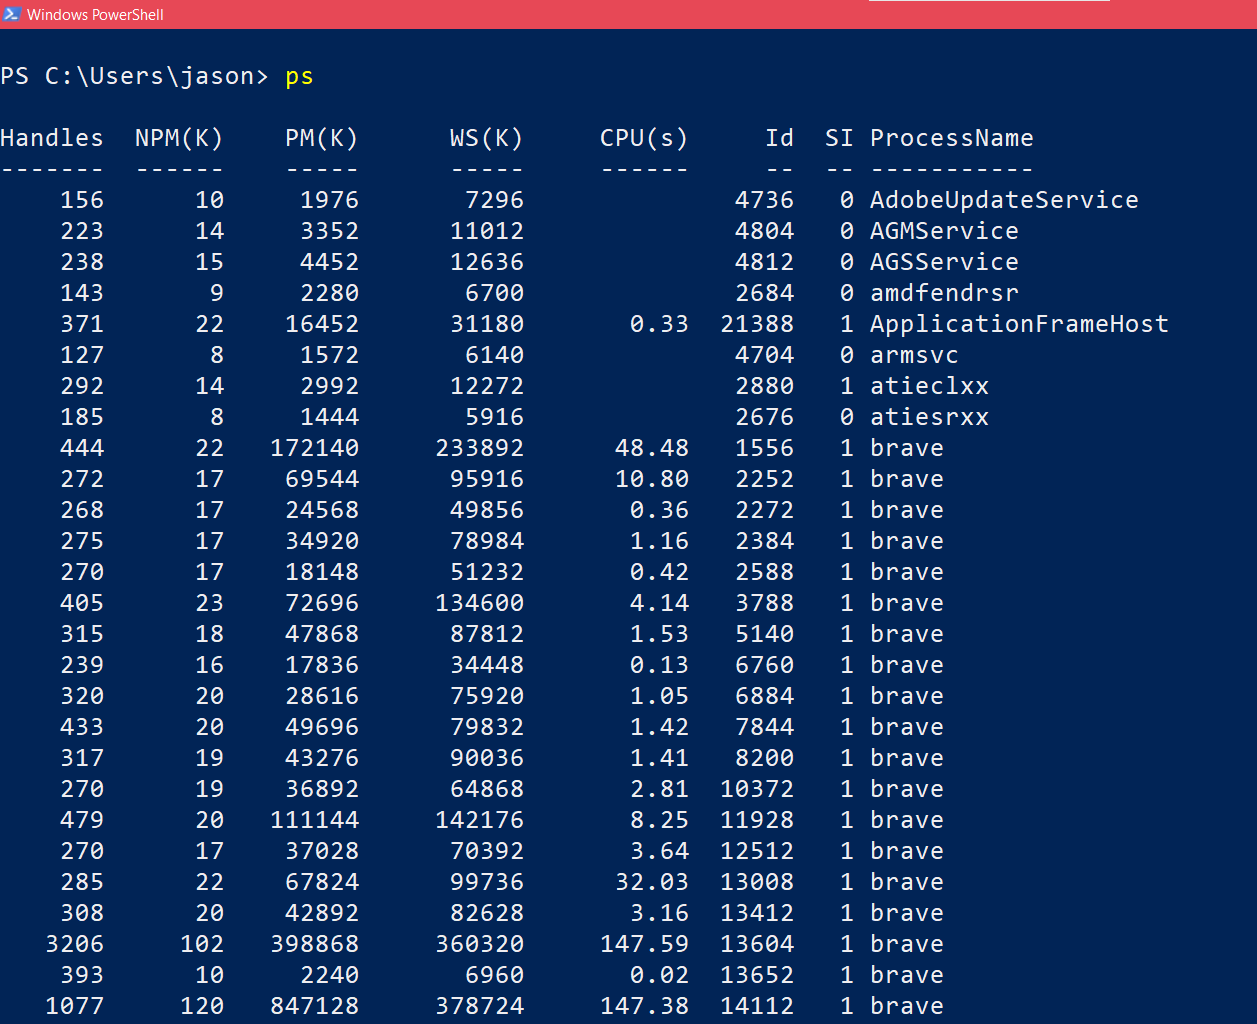 Windows PowerShell
PS C:\Users\jason> ps
Handles  NPM(K)    PM(K)      WS(K)     CPU(s)     Id  SI ProcessName
-------  ------    -----      -----     ------     --  -- -----------
    156      10     1976       7296              4736   0 AdobeUpdateService
    223      14     3352      11012              4804   0 AGMService
    238      15     4452      12636              4812   0 AGSService
    143       9     2280       6700              2684   0 amdfendrsr
    371      22    16452      31180       0.33  21388   1 ApplicationFrameHost
    127       8     1572       6140              4704   0 armsvc
    292      14     2992      12272              2880   1 atieclxx
    185       8     1444       5916              2676   0 atiesrxx
    444      22   172140     233892      48.48   1556   1 brave
    272      17    69544      95916      10.80   2252   1 brave
    268      17    24568      49856       0.36   2272   1 brave
    275      17    34920      78984       1.16   2384   1 brave
    270      17    18148      51232       0.42   2588   1 brave
    405      23    72696     134600       4.14   3788   1 brave
    315      18    47868      87812       1.53   5140   1 brave
    239      16    17836      34448       0.13   6760   1 brave
    320      20    28616      75920       1.05   6884   1 brave
    433      20    49696      79832       1.42   7844   1 brave
    317      19    43276      90036       1.41   8200   1 brave
    270      19    36892      64868       2.81  10372   1 brave
    479      20   111144     142176       8.25  11928   1 brave
    270      17    37028      70392       3.64  12512   1 brave
    285      22    67824      99736      32.03  13008   1 brave
    308      20    42892      82628       3.16  13412   1 brave
   3206     102   398868     360320     147.59  13604   1 brave
    393      10     2240       6960       0.02  13652   1 brave
   1077     120   847128     378724     147.38  14112   1 brave